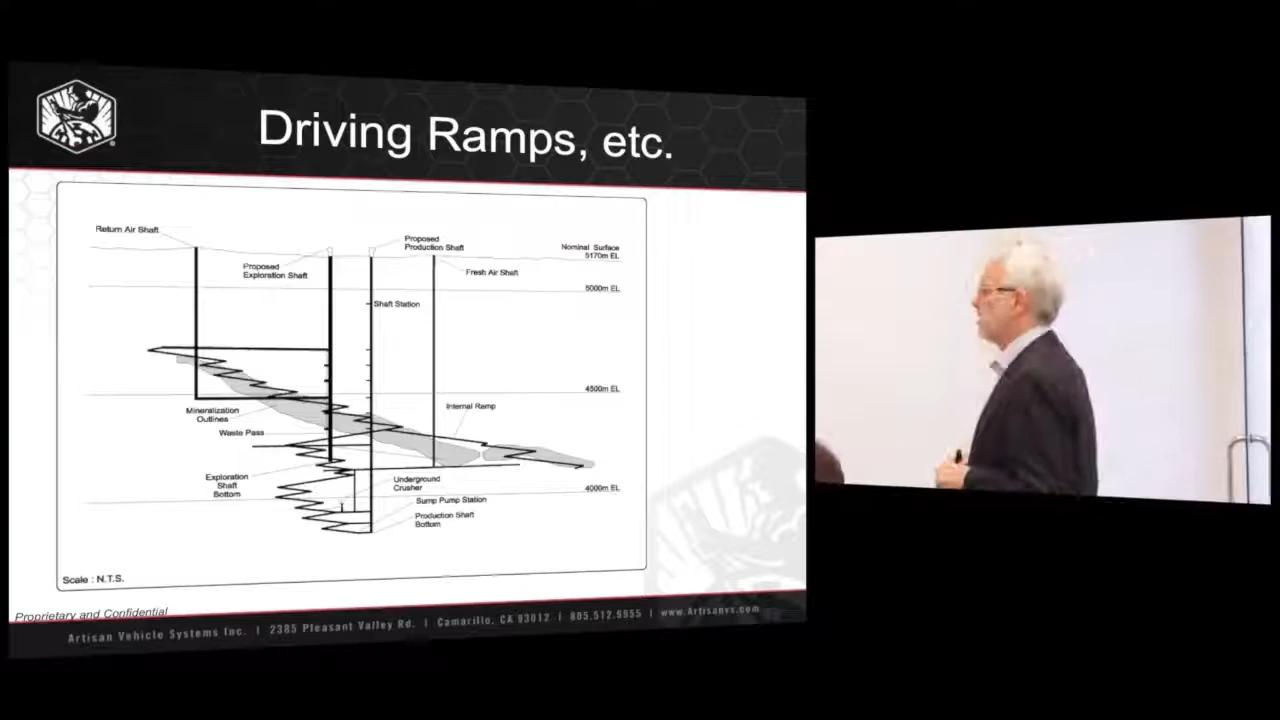 Driving Ramps, etc.
Return Air Shaft
Proposed
Production Shaft
Nominal Surface
5170m EL
Proposed
Exploration Shaft
Fresh Air Shaft
5000m EL
Shaft Station
4500m EL
Mineralization
Outlines
Internal Ramp
Waste Pass
Exploration
Shaft
Bottom
Underground
Crusher
4000m EL
Sump Pump Station
Production Shaft
Bottom
Scale : N.T.S.
Proprietary and Confidential
Artisan Vehicle Systems Inc. | 2385 Pleasant Valley Rd. | Camarillo, CA 93012 | 805.512.9955 | www.Artisanvs.com